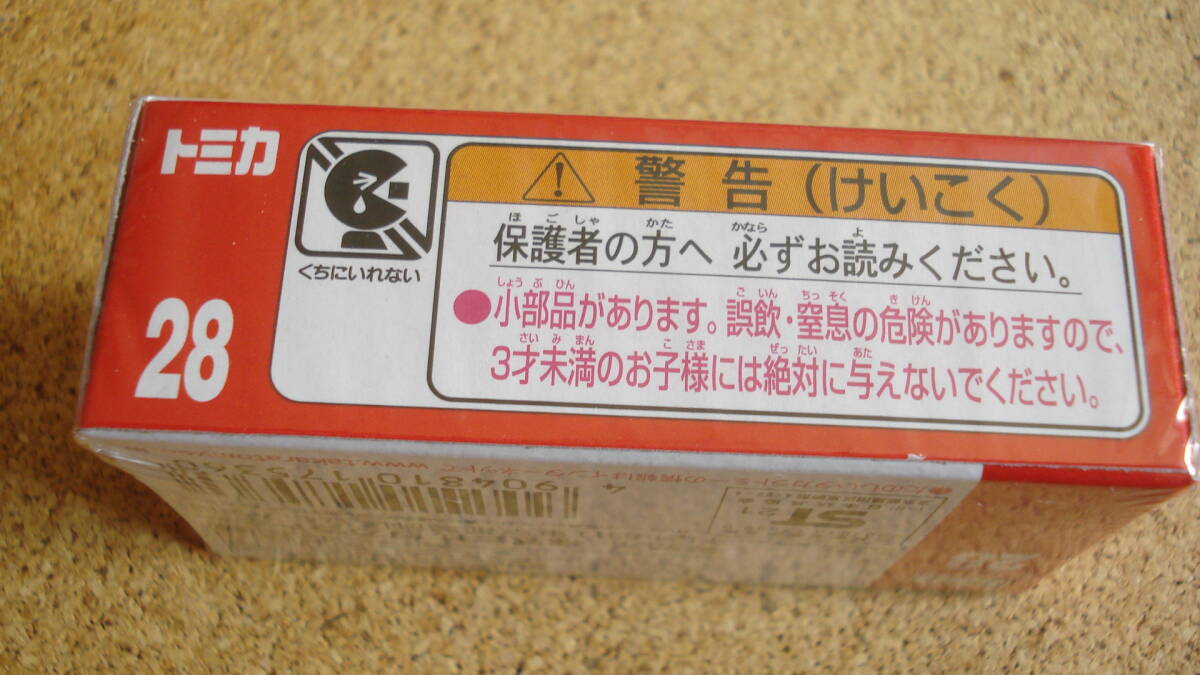 トミカ
28
くちにいれない
警告(けいこく)
保護者の方へ 必ずお読みください。
●小部品があります。誤飲・窒息の危険がありますので、
3才未満のお子様には絶対に与えないでください。
ST